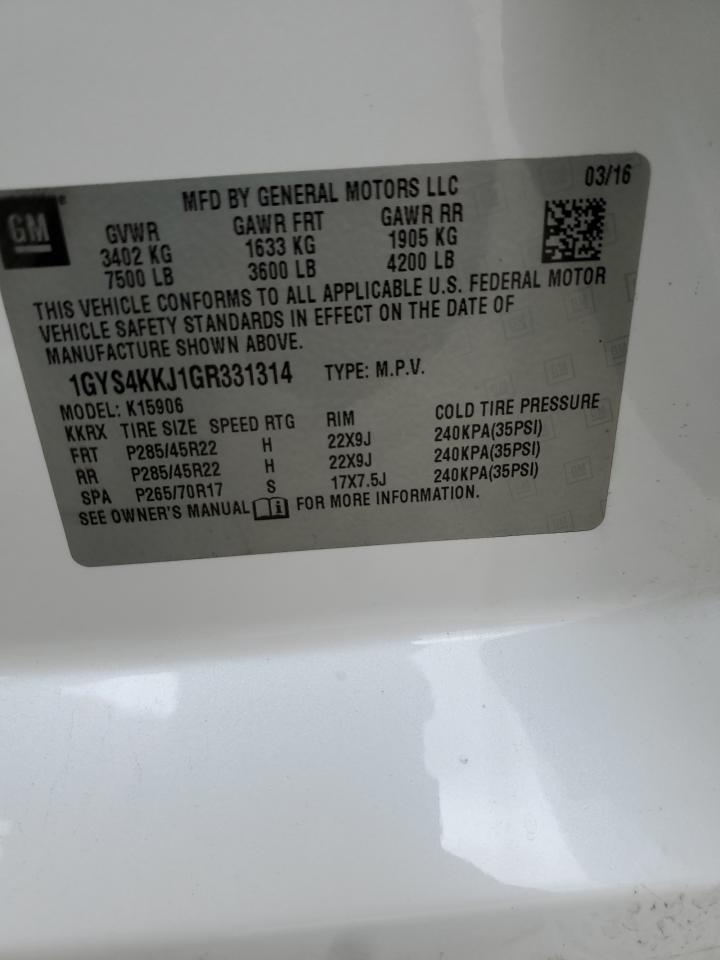 GM
MFD BY GENERAL MOTORS LLC 03/16
GVWR GAWR FRT GAWR RR
3402 KG 1633 KG 1905 KG
7500 LB 3600 LB 4200 LB
THIS VEHICLE CONFORMS TO ALL APPLICABLE U.S. FEDERAL MOTOR
VEHICLE SAFETY STANDARDS IN EFFECT ON THE DATE OF
MANUFACTURE SHOWN ABOVE.
1GYS4KKJ1GR331314 TYPE: M.P.V.
MODEL: K15906
KKRX TIRE SIZE SPEED RTG RIM COLD TIRE PRESSURE
FRT P285/45R22 H 22X9J 240KPA(35PSI)
RR P285/45R22 H 22X9J 240KPA(35PSI)
SPA P265/70R17 S 17X7.5J 240KPA(35PSI)
SEE OWNER'S MANUAL FOR MORE INFORMATION.